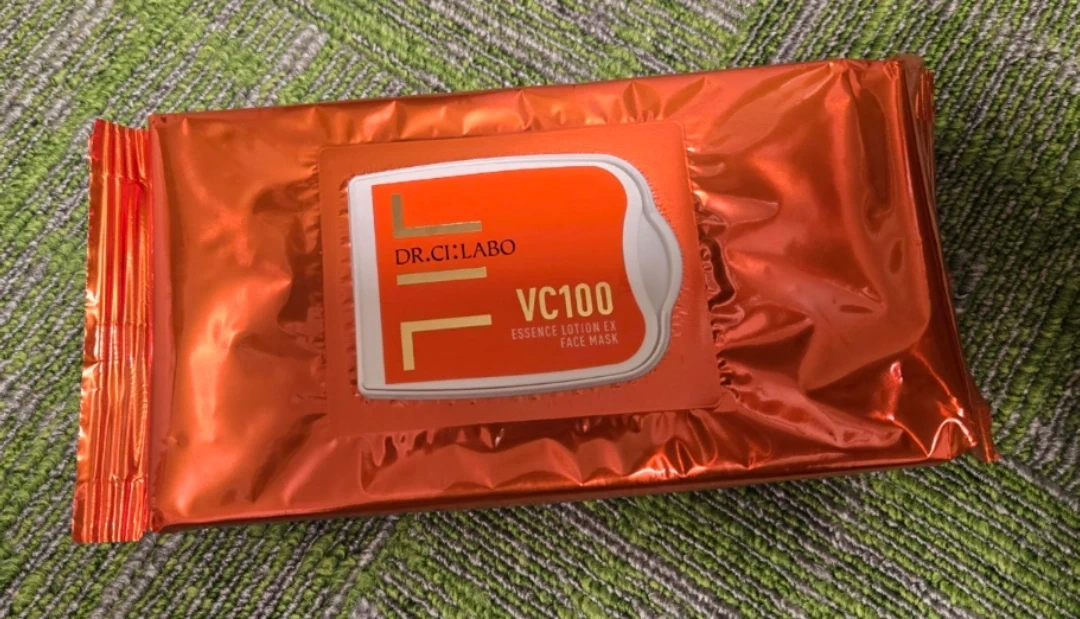 DR.CI:LABO
VC100
ESSENCE LOTION EX
FACE MASK